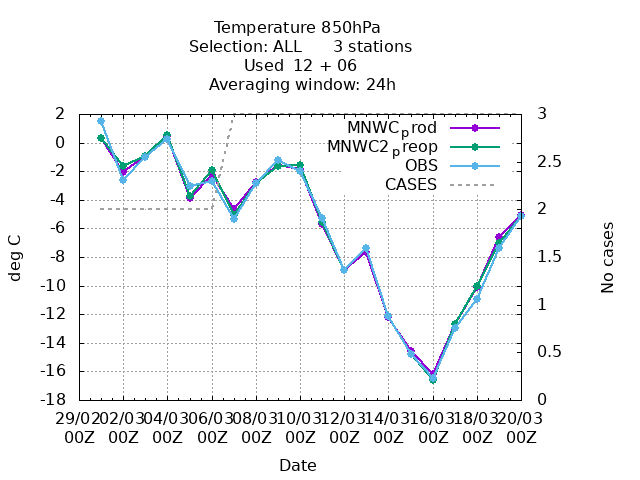 Temperature 850hPa
Selection: ALL 3 stations
Used 12 + 06
Averaging window: 24h
MNWC_prod
MNWC2_preop
OBS
CASES
deg C
2
0
-2
-4
-6
-8
-10
-12
-14
-16
-18
No cases
3
2.5
2
1.5
1
0.5
0
29/02 02/03 04/03 06/03 08/03 10/03 12/03 14/03 16/03 18/03 20/03
00Z 00Z 00Z 00Z 00Z 00Z 00Z 00Z 00Z 00Z 00Z
Date